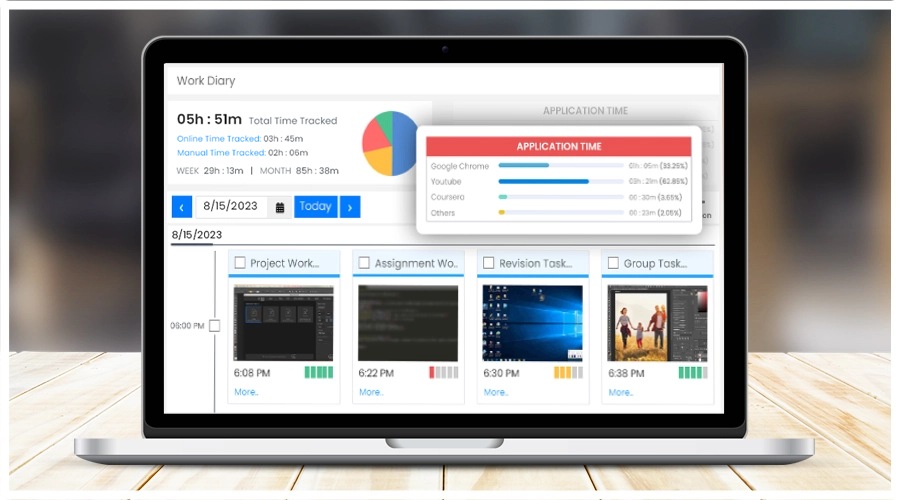 Work Diary
05h : 51m Total Time Tracked
Online Time Tracked: 03h : 45m
Manual Time Tracked: 02h : 06m
WEEK 29h : 13m | MONTH 85h : 38m
APPLICATION TIME
APPLICATION TIME
Google Chrome 01h : 05m (33.25%)
Youtube 03h : 21m (62.85%)
Coursera 00 : 30m (3.65%)
Others 00 : 23m (2.05%)
8/15/2023 Today
8/15/2023
Project Work... Assignment Wo.. Revision Task... Group Task...
06:00 PM
6:08 PM 6:22 PM 6:30 PM 6:38 PM
More.. More.. More.. More..